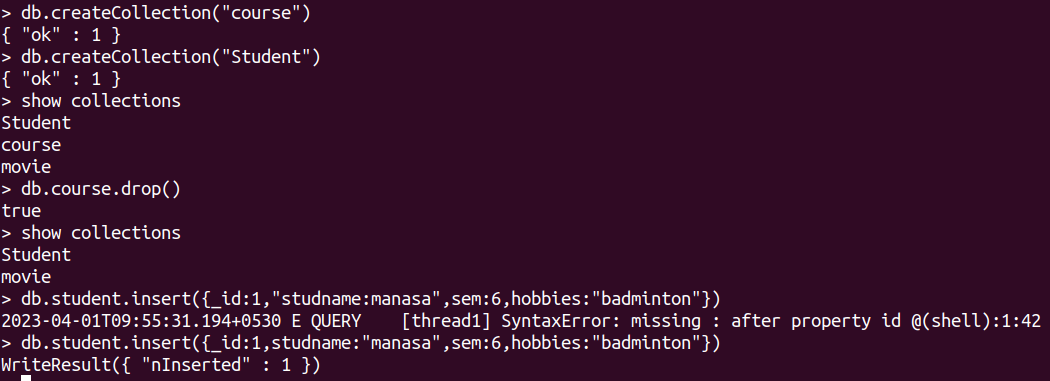 > db.createCollection("course")
{ "ok" : 1 }
> db.createCollection("Student")
{ "ok" : 1 }
> show collections
Student
course
movie
> db.course.drop()
true
> show collections
Student
movie
> db.student.insert({_id:1,"studname:manasa",sem:6,hobbies:"badminton"})
2023-04-01T09:55:31.194+0530 E QUERY    [thread1] SyntaxError: missing : after property id @(shell):1:42
> db.student.insert({_id:1,studname:"manasa",sem:6,hobbies:"badminton"})
WriteResult({ "nInserted" : 1 })